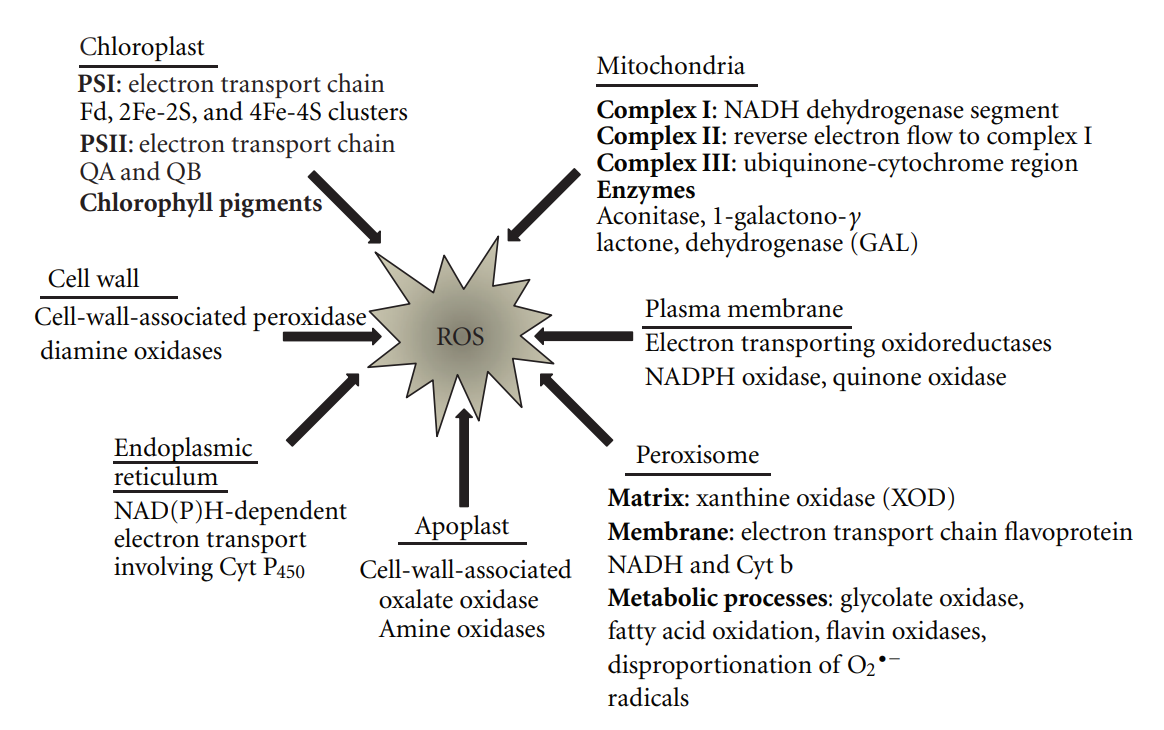 Chloroplast
PSI: electron transport chain
Fd, 2Fe-2S, and 4Fe-4S clusters
PSII: electron transport chain
QA and QB
Chlorophyll pigments
Mitochondria
Complex I: NADH dehydrogenase segment
Complex II: reverse electron flow to complex I
Complex III: ubiquinone-cytochrome region
Enzymes
Aconitase, 1-galactono-γ
lactone, dehydrogenase (GAL)
Cell wall
Cell-wall-associated peroxidase
diamine oxidases
ROS
Plasma membrane
Electron transporting oxidoreductases
NADPH oxidase, quinone oxidase
Endoplasmic
reticulum
NAD(P)H-dependent
electron transport
involving Cyt P₄₅₀
Apoplast
Cell-wall-associated
oxalate oxidase
Amine oxidases
Peroxisome
Matrix: xanthine oxidase (XOD)
Membrane: electron transport chain flavoprotein
NADH and Cyt b
Metabolic processes: glycolate oxidase,
fatty acid oxidation, flavin oxidases,
disproportionation of O₂•−
radicals